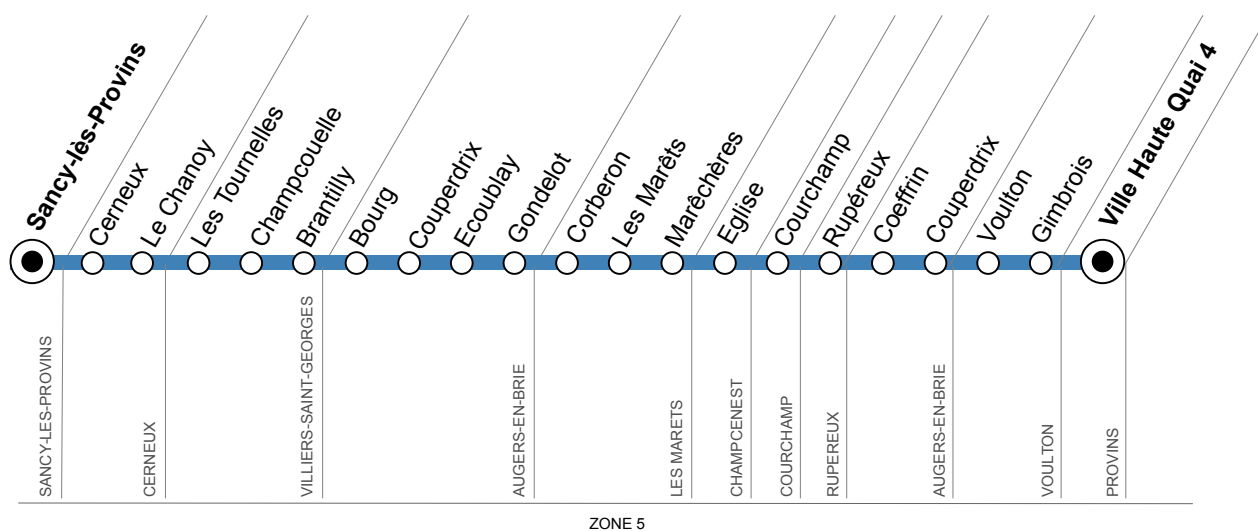 Sancy-lès-Provins
Cerneux
Le Chanoy
Les Tournelles
Champcouelle
Brantilly
Bourg
Couperdrix
Ecoublay
Gondelot
Corberon
Les Marêts
Marêchères
Eglise
Courchamp
Rupéreux
Coeffrin
Couperdrix
Voulton
Gimbrois
Ville Haute Quai 4
SANCY-LES-PROVINS
CERNEUX
VILLIERS-SAINT-GEORGES
AUGERS-EN-BRIE
LES MARETS
CHAMPCENEST
COURCHAMP
RUPEREUX
AUGERS-EN-BRIE
VOULTON
PROVINS
ZONE 5